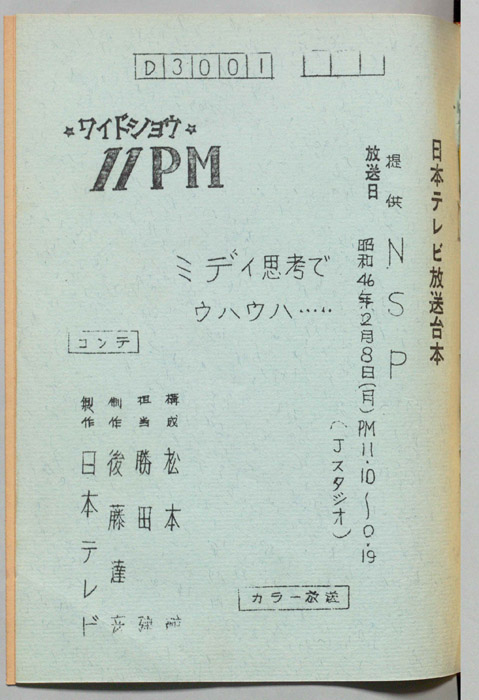 D3001
☆ワイドショウ☆
11PM
日本テレビ放送台本
提供 NSP
放送日 昭和46年2月8日(月)PM11.10〜0.19
(Jスタジオ)
ミディ思考で
ウハウハ‥‥‥
コンテ
構成 松本
担当 勝田
制作 後藤達
製作 日本テレビ
カラー放送